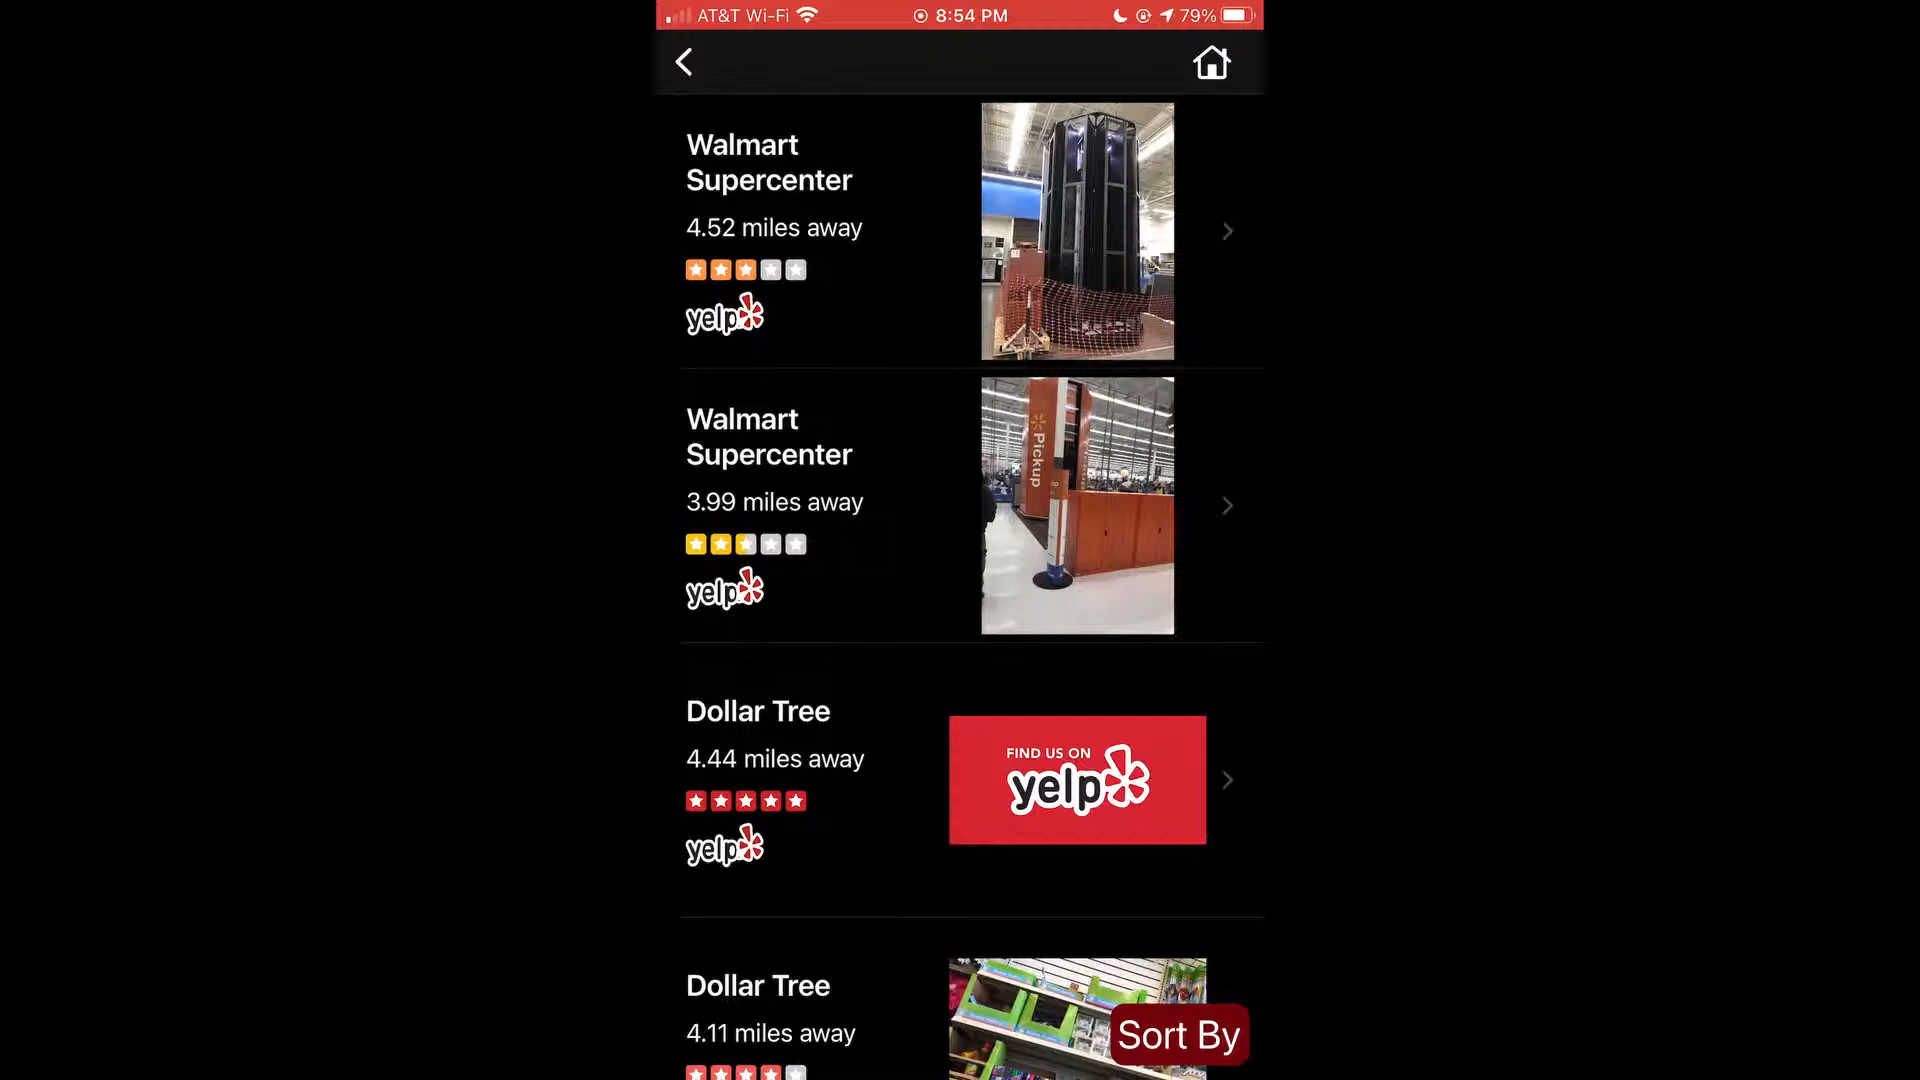 AT&T Wi-Fi 8:54 PM 79%
Walmart
Supercenter
4.52 miles away
yelp
Walmart
Supercenter
3.99 miles away
yelp
Pickup
Dollar Tree
4.44 miles away
yelp
FIND US ON
yelp
Dollar Tree
4.11 miles away
Sort By